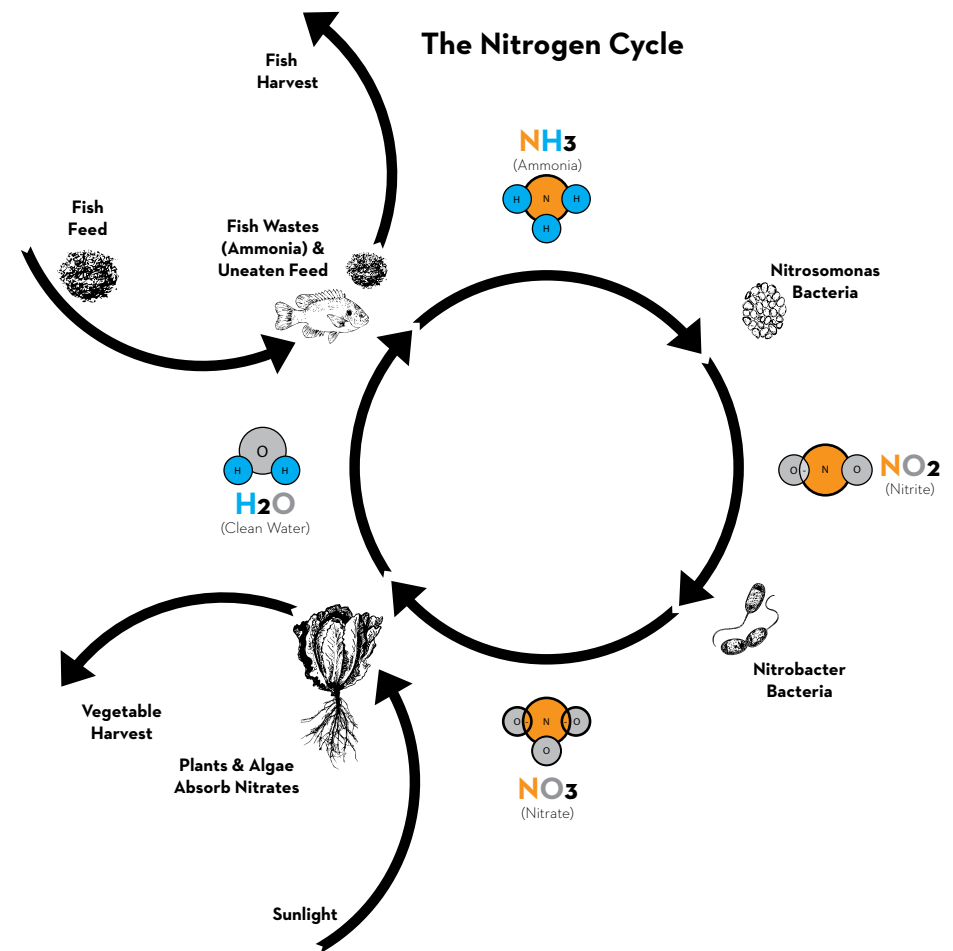 The Nitrogen Cycle
Fish
Harvest
NH3
(Ammonia)
H N H
H
Fish
Feed
Fish Wastes
(Ammonia) &
Uneaten Feed
Nitrosomonas
Bacteria
O - N O
NO2
(Nitrite)
O
H H
H2O
(Clean Water)
Nitrobacter
Bacteria
O - N - O
O
NO3
(Nitrate)
Vegetable
Harvest
Plants & Algae
Absorb Nitrates
Sunlight